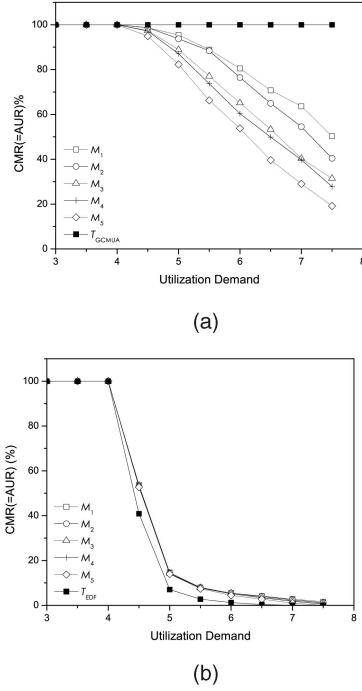 100
80
60
40
20
0
CMR(=AUR)%
M1
M2
M3
M4
M5
TGCMUA
3 4 5 6 7 8
Utilization Demand
(a)
100
80
60
40
20
0
CMR(=AUR) (%)
M1
M2
M3
M4
M5
TEDF
3 4 5 6 7 8
Utilization Demand
(b)